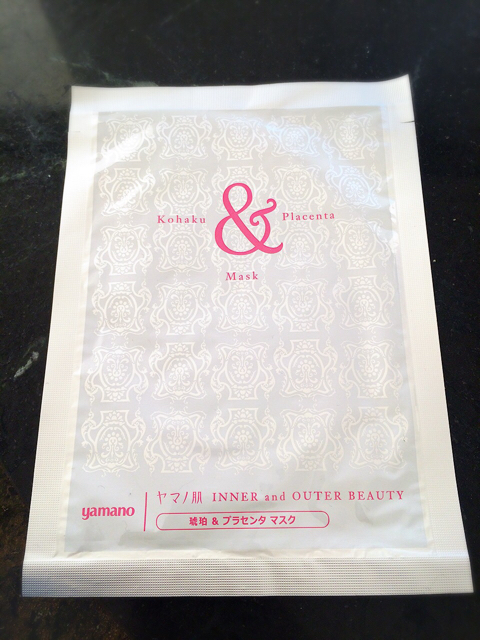 Kohaku & Placenta
Mask
yamano
ヤマノ肌 INNER and OUTER BEAUTY
琥珀 & プラセンタ マスク